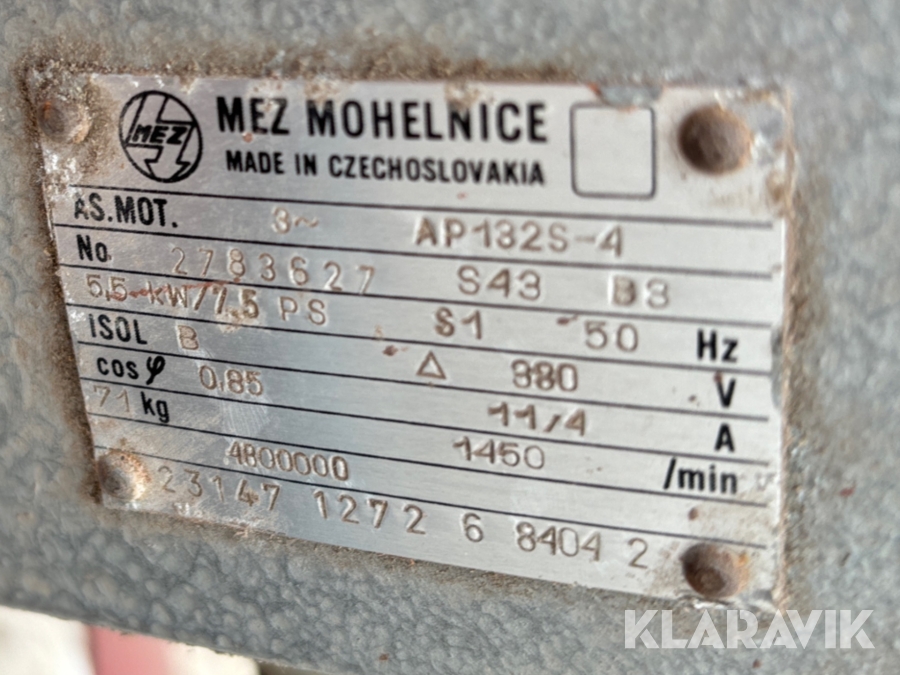 MEZ
MEZ MOHELNICE
MADE IN CZECHOSLOVAKIA
AS.MOT. 3~ AP132S-4
No 2783627 S43 B3
5,5 kW/7.5 PS S1 50 Hz
ISOL B Δ 380 V
cos φ 0,85 11,4 A
71 kg 1450 /min
4800000
23147 1272 6 8404 2
KLARAVIK